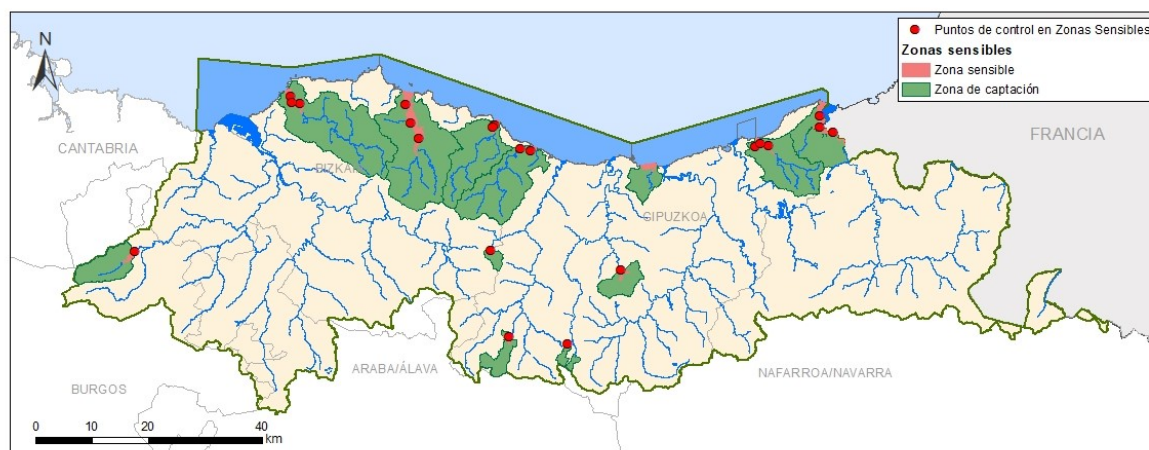 N
Puntos de control en Zonas Sensibles
Zonas sensibles
Zona sensible
Zona de captación
CANTABRIA
FRANCIA
BIZKAI
GIPUZKOA
ARABA/ÁLAVA
NAFARROA/NAVARRA
BURGOS
0 10 20 40
km